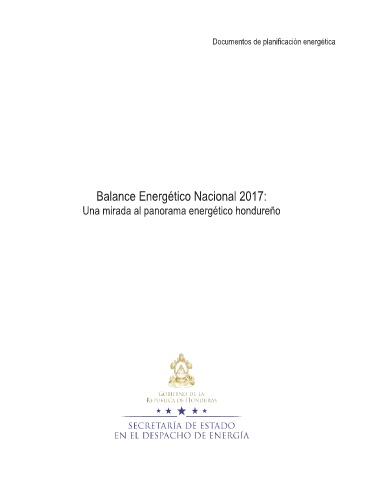 Documentos de planificación energética
Balance Energético Nacional 2017:
Una mirada al panorama energético hondureño
GOBIERNO DE LA
REPÚBLICA DE HONDURAS
SECRETARÍA DE ESTADO
EN EL DESPACHO DE ENERGÍA